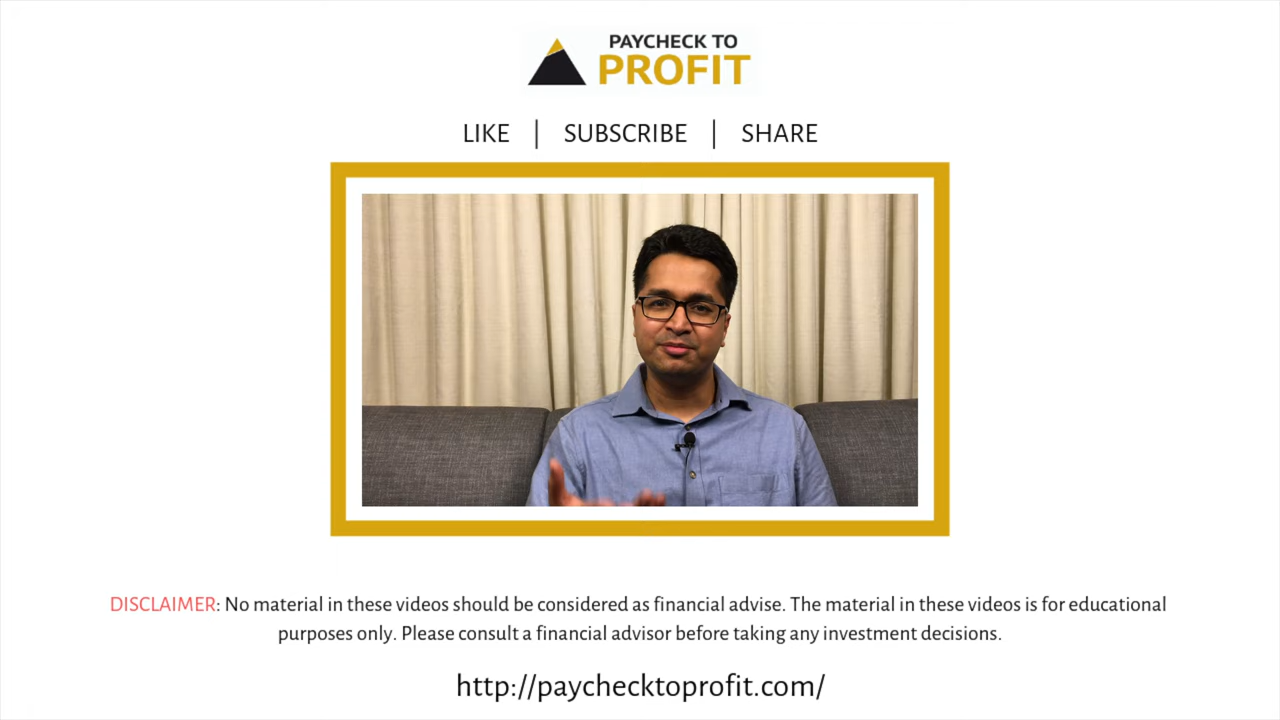 PAYCHECK TO
PROFIT
LIKE | SUBSCRIBE | SHARE
DISCLAIMER: No material in these videos should be considered as financial advise. The material in these videos is for educational
purposes only. Please consult a financial advisor before taking any investment decisions.
http://paychecktoprofit.com/